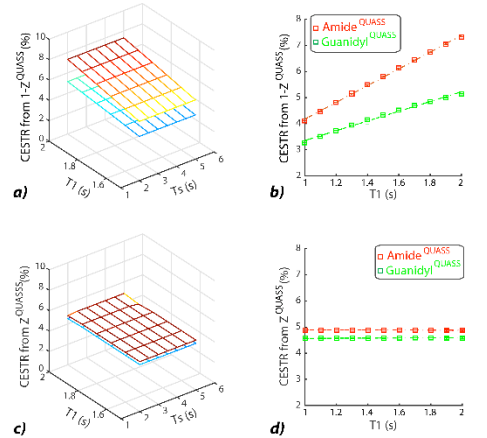 CESTR from 1-Z QUASS (%)
10
8
6
4
2
0
2
1.8
1.6
T1 (s)
1
2
3
4
5
6
Ts (s)
a)
CESTR from 1-Z QUASS (%)
8
7
6
5
4
3
2
Amide QUASS
Guanidyl QUASS
1 1.2 1.4 1.6 1.8 2
T1 (s)
b)
CESTR from Z QUASSS (%)
10
8
6
4
2
0
2
1.8
1.6
T1 (s)
1
2
3
4
5
6
Ts (s)
c)
CESTR from Z QUASS (%)
8
7
6
5
4
3
2
Amide QUASS
Guanidyl QUASS
1 1.2 1.4 1.6 1.8 2
T1 (s)
d)